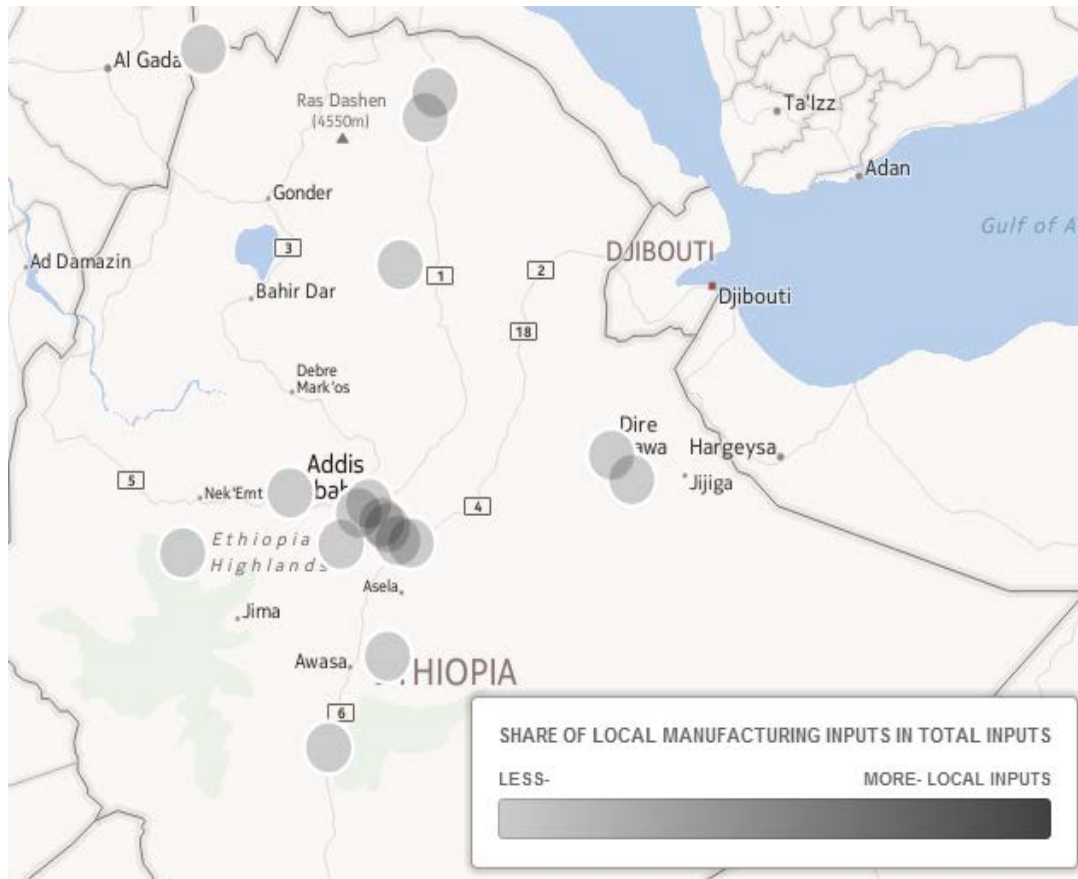 Al Gada
Ras Dashen
(4550m)
Ta'Izz
Adan
Gonder
Gulf of A
3
DJIBOUTI
Ad Damazin
1
2
Bahir Dar
Djibouti
18
Debre
Mark'os
Dire
awa
Hargeysa
Addis
bab
5
Nek'Emt
4
Jijiga
Ethiopia
Highlands
Asela
Jima
Awasa
THIOPIA
6
SHARE OF LOCAL MANUFACTURING INPUTS IN TOTAL INPUTS
LESS-
MORE- LOCAL INPUTS